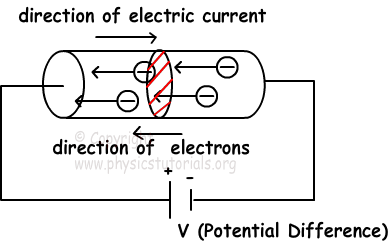 direction of electric current
© Copyright
direction of electrons
www.physicstutorials.org
+ -
V (Potential Difference)